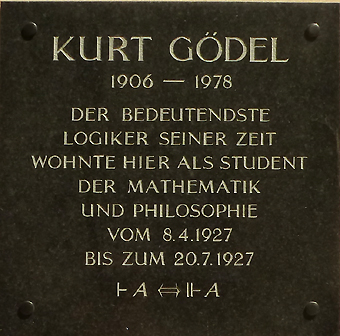 KURT GÖDEL
1906 — 1978
DER BEDEUTENDSTE
LOGIKER SEINER ZEIT
WOHNTE HIER ALS STUDENT
DER MATHEMATIK
UND PHILOSOPHIE
VOM 8.4.1927
BIS ZUM 20.7.1927
⊢A ⇔ ⊩A